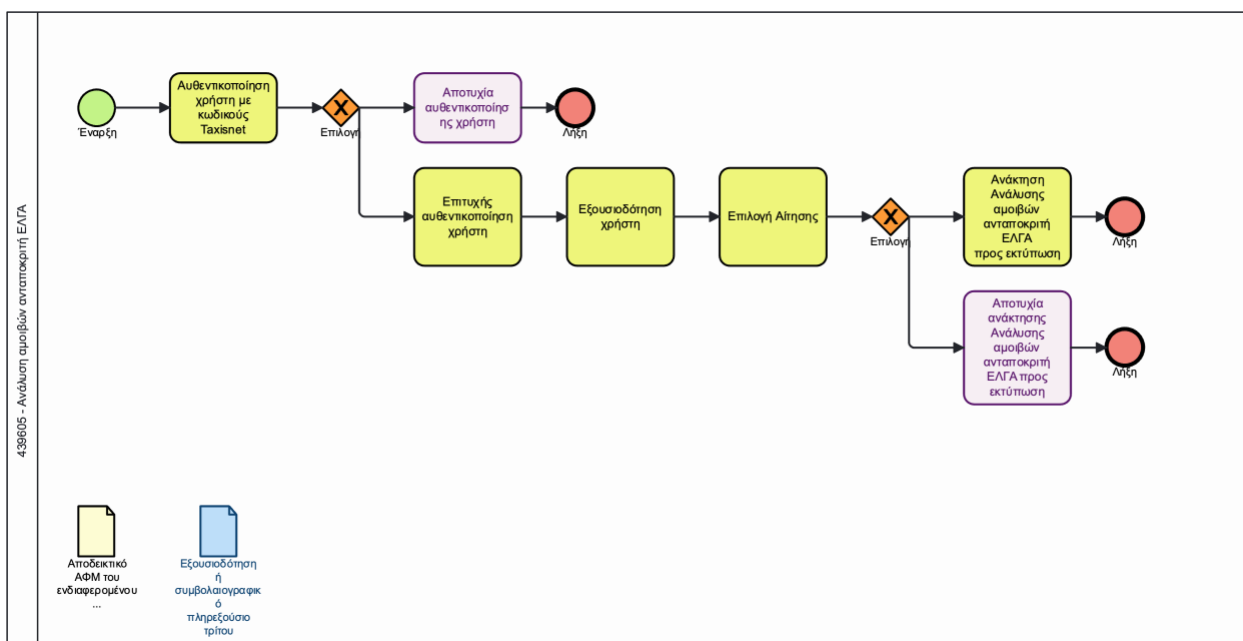 439605 - Ανάλυση αμοιβών ανταποκριτή ΕΛΓΑ
Έναρξη
Αυθεντικοποίηση
χρήστη με
κωδικούς
Taxisnet
X
Επιλογή
Αποτυχία
αυθεντικοποίησ
ης χρήστη
Λήξη
Επιτυχής
αυθεντικοποίηση
χρήστη
Εξουσιοδότηση
χρήστη
Επιλογή Αίτησης
X
Επιλογή
Ανάκτηση
Ανάλυσης
αμοιβών
ανταποκριτή
ΕΛΓΑ
προς εκτύπωση
Λήξη
Αποτυχία
ανάκτησης
Ανάλυσης
αμοιβών
ανταποκριτή
ΕΛΓΑ προς
εκτύπωση
Λήξη
Αποδεικτικό
ΑΦΜ του
ενδιαφερομένου
...
Εξουσιοδότηση
ή
συμβολαιογραφικ
ό
πληρεξούσιο
τρίτου